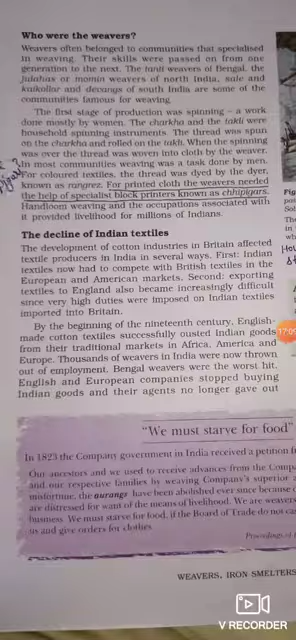 Who were the weavers?
Weavers often belonged to communities that specialised
in weaving. Their skills were passed on from one
generation to the next. The tanti weavers of Bengal, the
julahas or momin weavers of north India, sale and
kaikollar and devangs of south India are some of the
communities famous for weaving.
The first stage of production was spinning – a work
done mostly by women. The charkha and the takli were
household spinning instruments. The thread was spun
on the charkha and rolled on the takli. When the spinning
was over the thread was woven into cloth by the weaver.
In most communities weaving was a task done by men.
For coloured textiles, the thread was dyed by the dyer,
known as rangrez. For printed cloth the weavers needed
the help of specialist block printers known as chhipigars.
Handloom weaving and the occupations associated with
it provided livelihood for millions of Indians.
The decline of Indian textiles
The development of cotton industries in Britain affected
textile producers in India in several ways. First: Indian
textiles now had to compete with British textiles in the
European and American markets. Second: exporting
textiles to England also became increasingly difficult
since very high duties were imposed on Indian textiles
imported into Britain.
By the beginning of the nineteenth century, English-
made cotton textiles successfully ousted Indian goods
from their traditional markets in Africa, America and
Europe. Thousands of weavers in India were now thrown
out of employment. Bengal weavers were the worst hit.
English and European companies stopped buying
Indian goods and their agents no longer gave out
Fig
17:09
"We must starve for food"
In 1823 the Company government in India received a petition
Our ancestors and we used to receive advances from the
and our respective families by weaving Company's superior
misfortune, the aurangs have been abolished ever since because
are distressed for want of the means of livelihood. We are
business. We must starve for food, if the Board of Trade do not
us and give orders for clothes.
Proceedings of
WEAVERS, IRON SMELTERS
V RECORDER